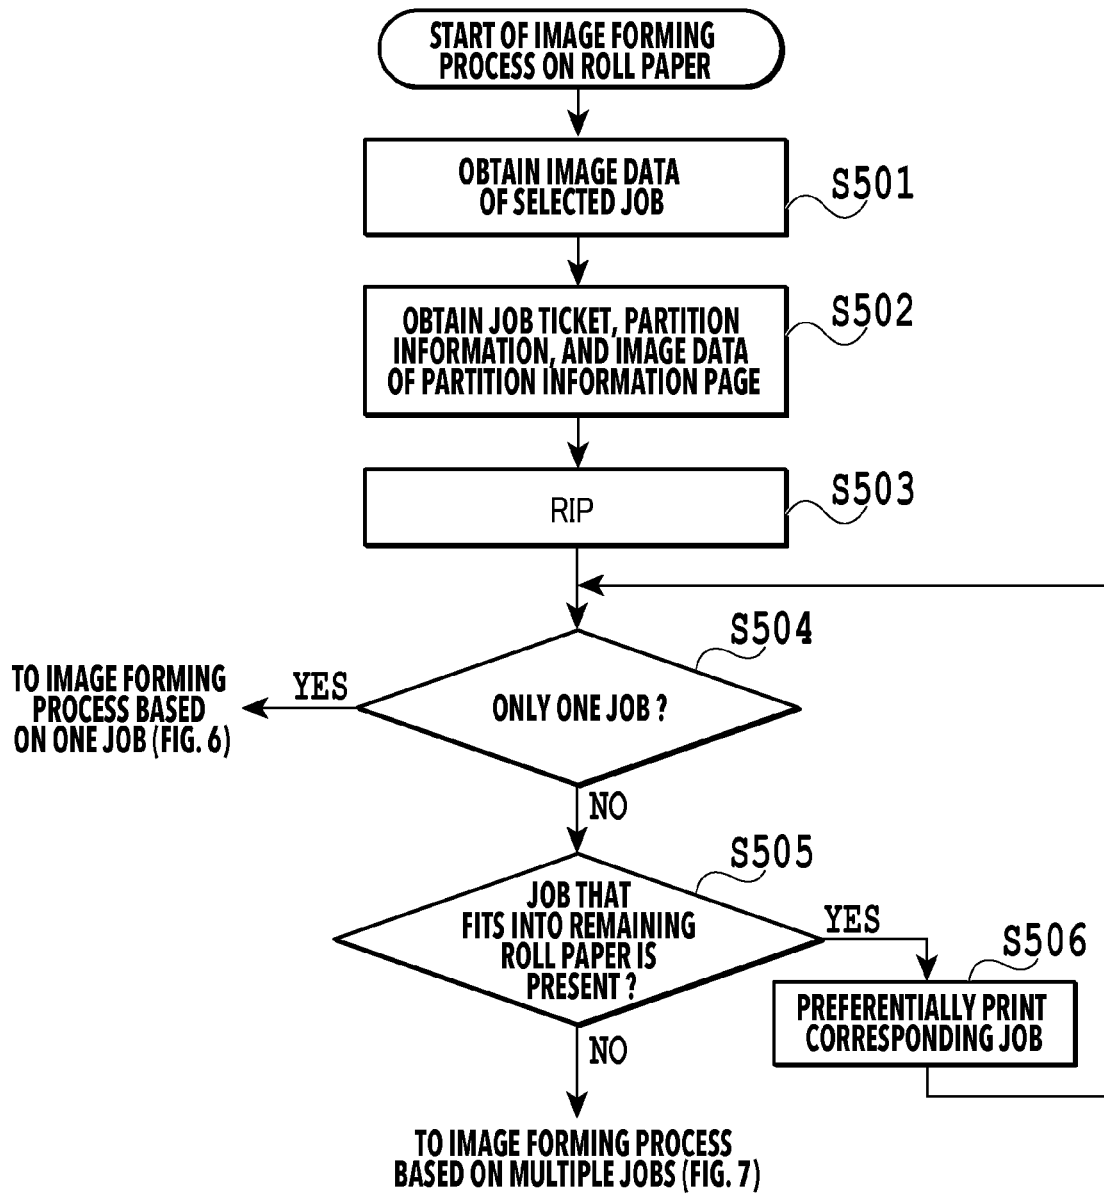 START OF IMAGE FORMING
PROCESS ON ROLL PAPER
OBTAIN IMAGE DATA
OF SELECTED JOB
S501
OBTAIN JOB TICKET, PARTITION
INFORMATION, AND IMAGE DATA
OF PARTITION INFORMATION PAGE
S502
RIP
S503
ONLY ONE JOB ?
S504
YES
TO IMAGE FORMING
PROCESS BASED
ON ONE JOB (FIG. 6)
NO
JOB THAT
FITS INTO REMAINING
ROLL PAPER IS
PRESENT ?
S505
YES
S506
PREFERENTIALLY PRINT
CORRESPONDING JOB
NO
TO IMAGE FORMING PROCESS
BASED ON MULTIPLE JOBS (FIG. 7)